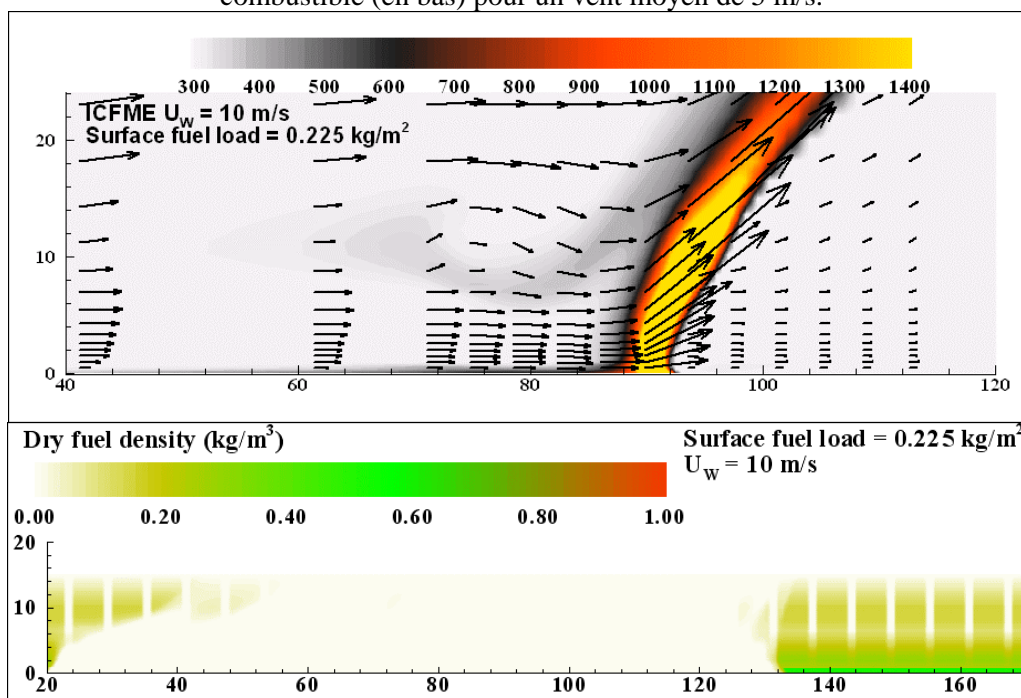 combustible (en bas) pour un vent moyen de 5 m/s.
300 400 500 600 700 800 900 1000 1100 1200 1300 1400
ICFME U_W = 10 m/s
Surface fuel load = 0.225 kg/m²
20
10
0
40 60 80 100 120
Dry fuel density (kg/m³)
Surface fuel load = 0.225 kg/m²
U_W = 10 m/s
0.00 0.20 0.40 0.60 0.80 1.00
20
10
0
20 40 60 80 100 120 140 160